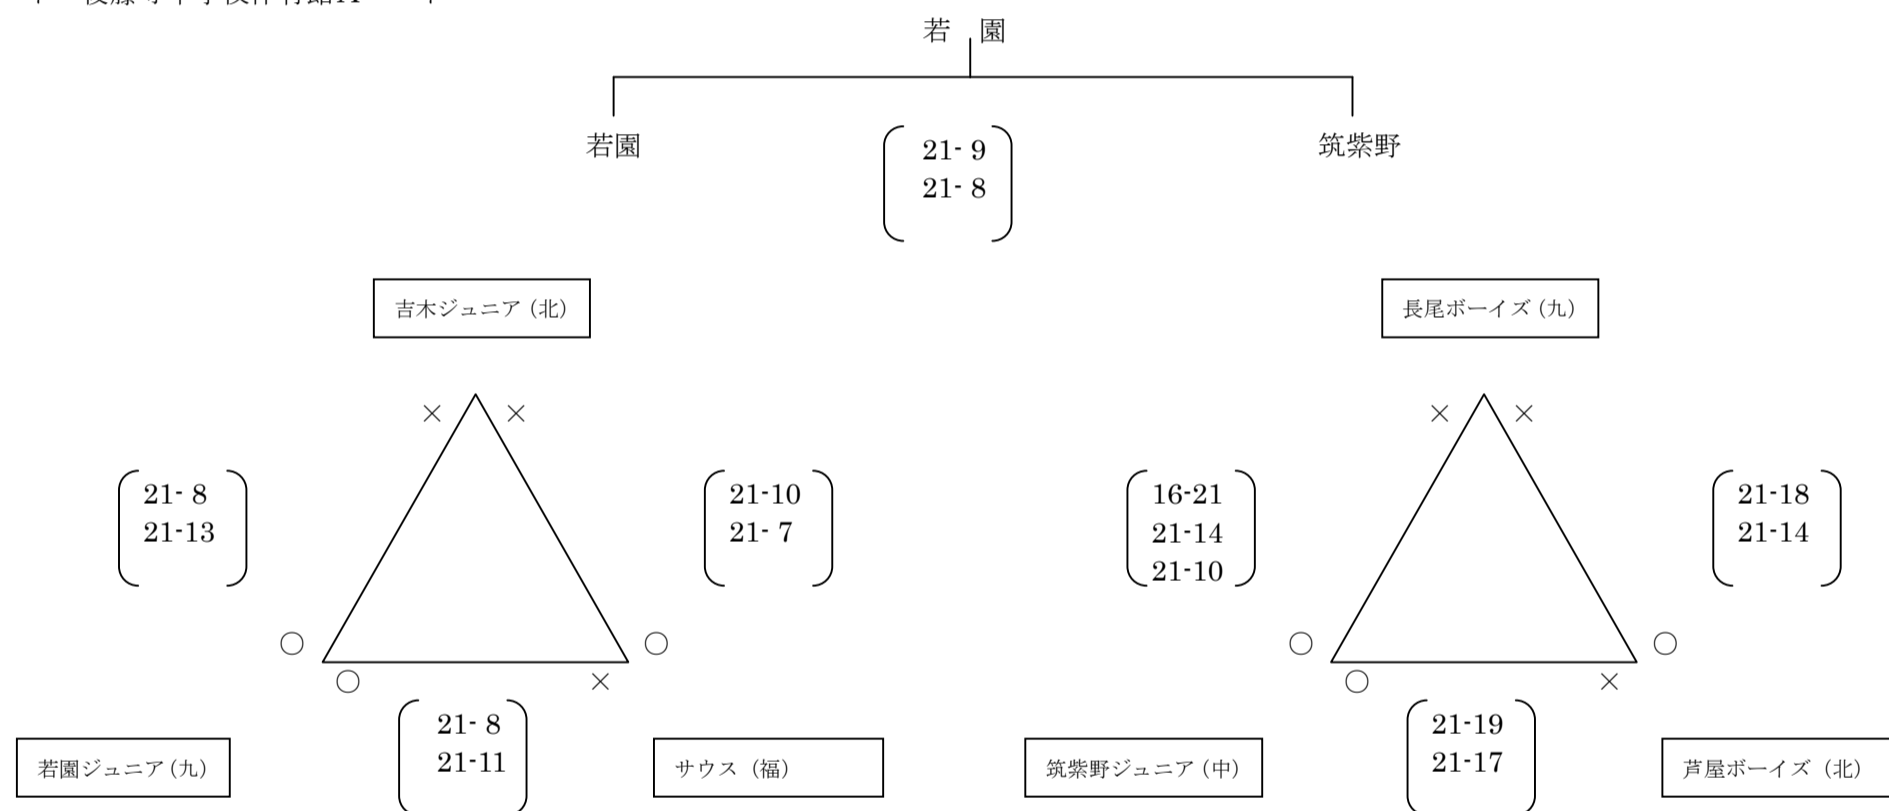 若 園
若園
筑紫野
21- 9
21- 8
吉木ジュニア（北）
長尾ボーイズ（九）
× ×
× ×
21- 8
21-13
21-10
21- 7
16-21
21-14
21-10
21-18
21-14
○ ○
○ ×
○ ○
○ ×
21- 8
21-11
21-19
21-17
若園ジュニア（九）
サウス（福）
筑紫野ジュニア（中）
芦屋ボーイズ（北）